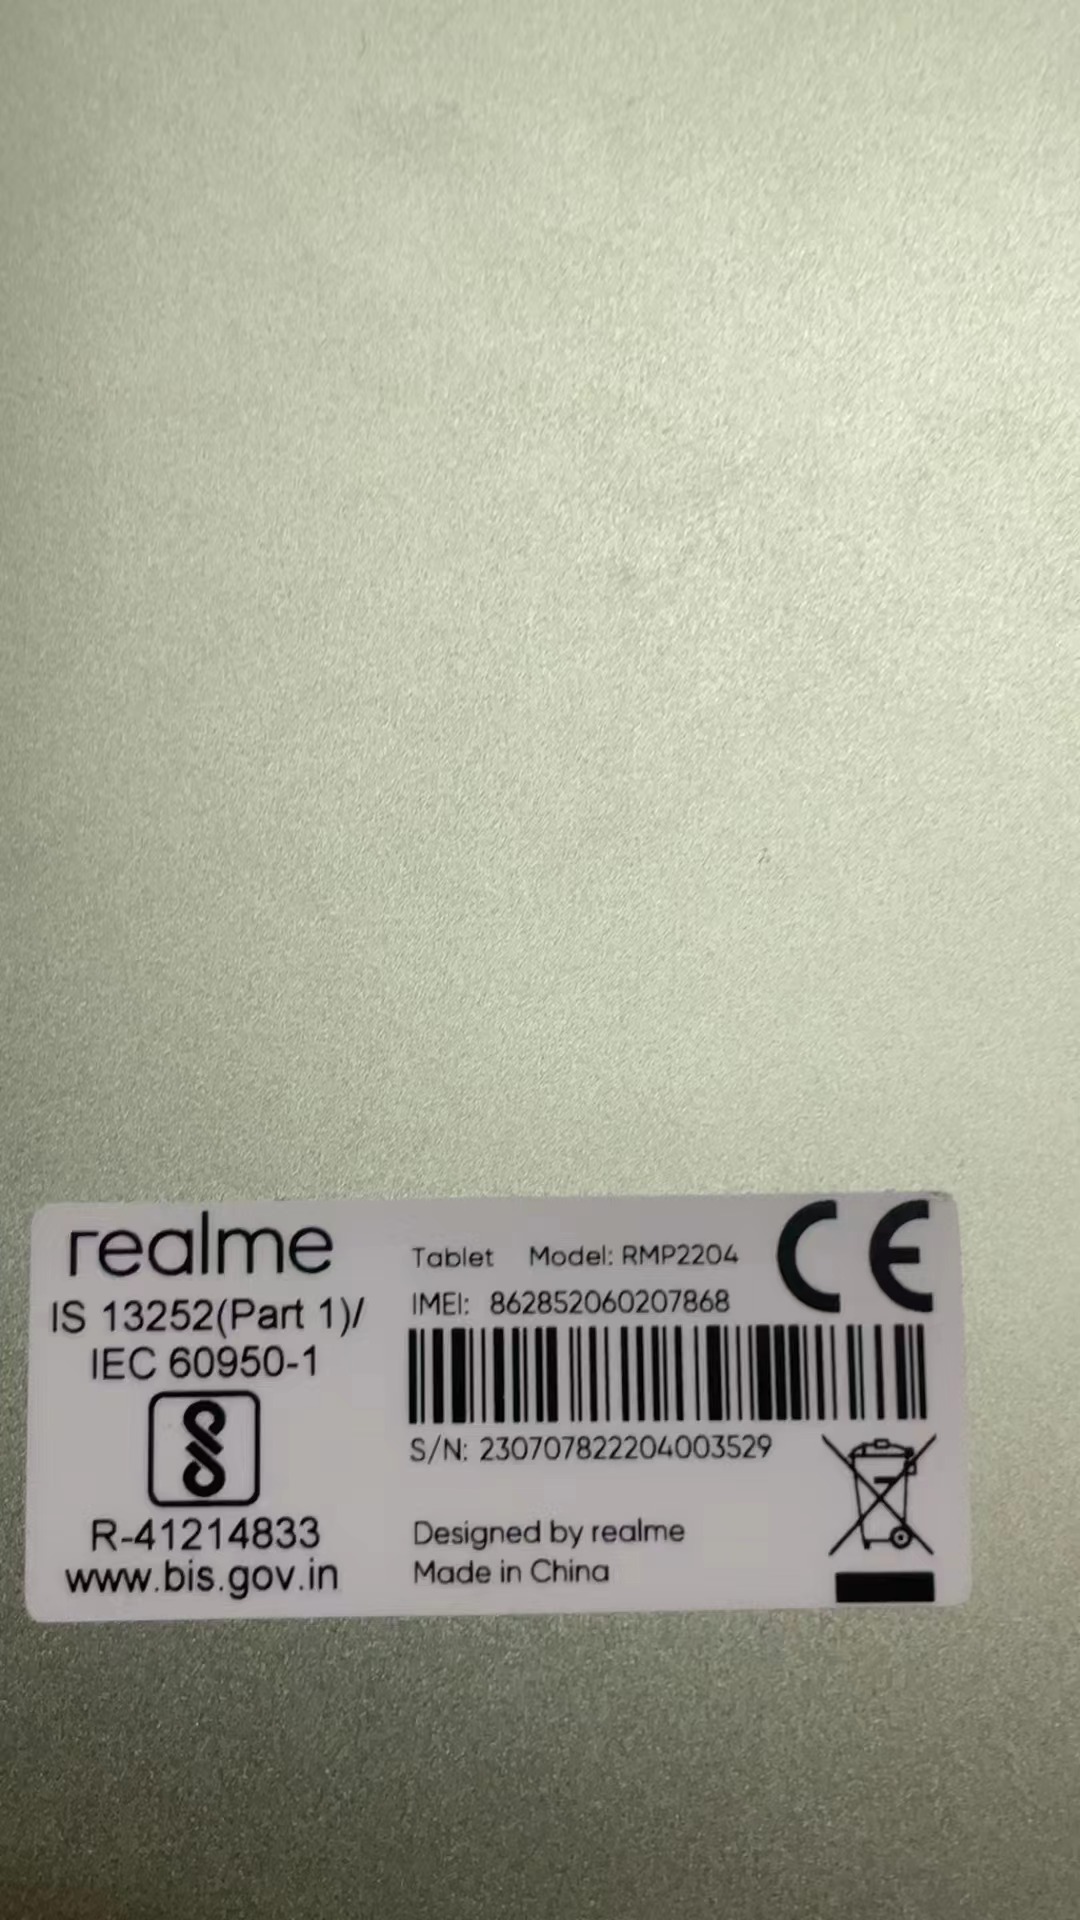 realme
IS 13252(Part 1)/
IEC 60950-1
R-41214833
www.bis.gov.in
Tablet Model: RMP2204
IMEI: 862852060207868
S/N: 230707822204003529
Designed by realme
Made in China
CE